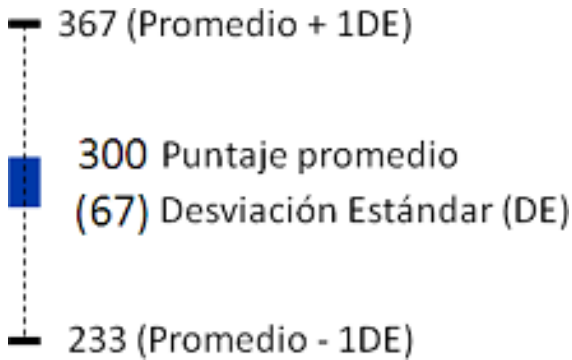 367 (Promedio + 1DE)
300 Puntaje promedio
(67) Desviación Estándar (DE)
233 (Promedio - 1DE)